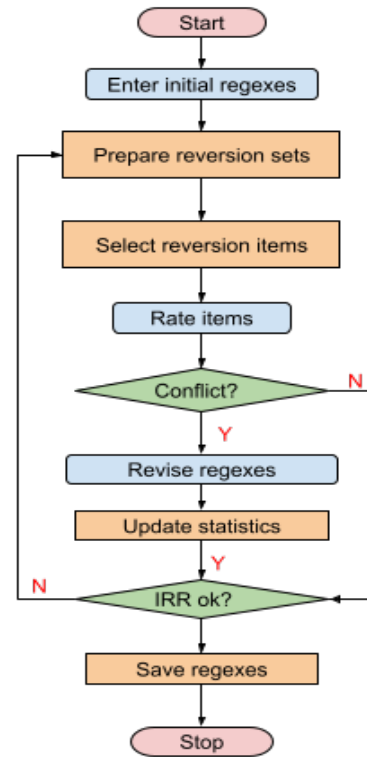 Start
Enter initial regexes
Prepare reversion sets
Select reversion items
Rate items
Conflict?
N
Y
Revise regexes
Update statistics
Y
N
IRR ok?
Save regexes
Stop